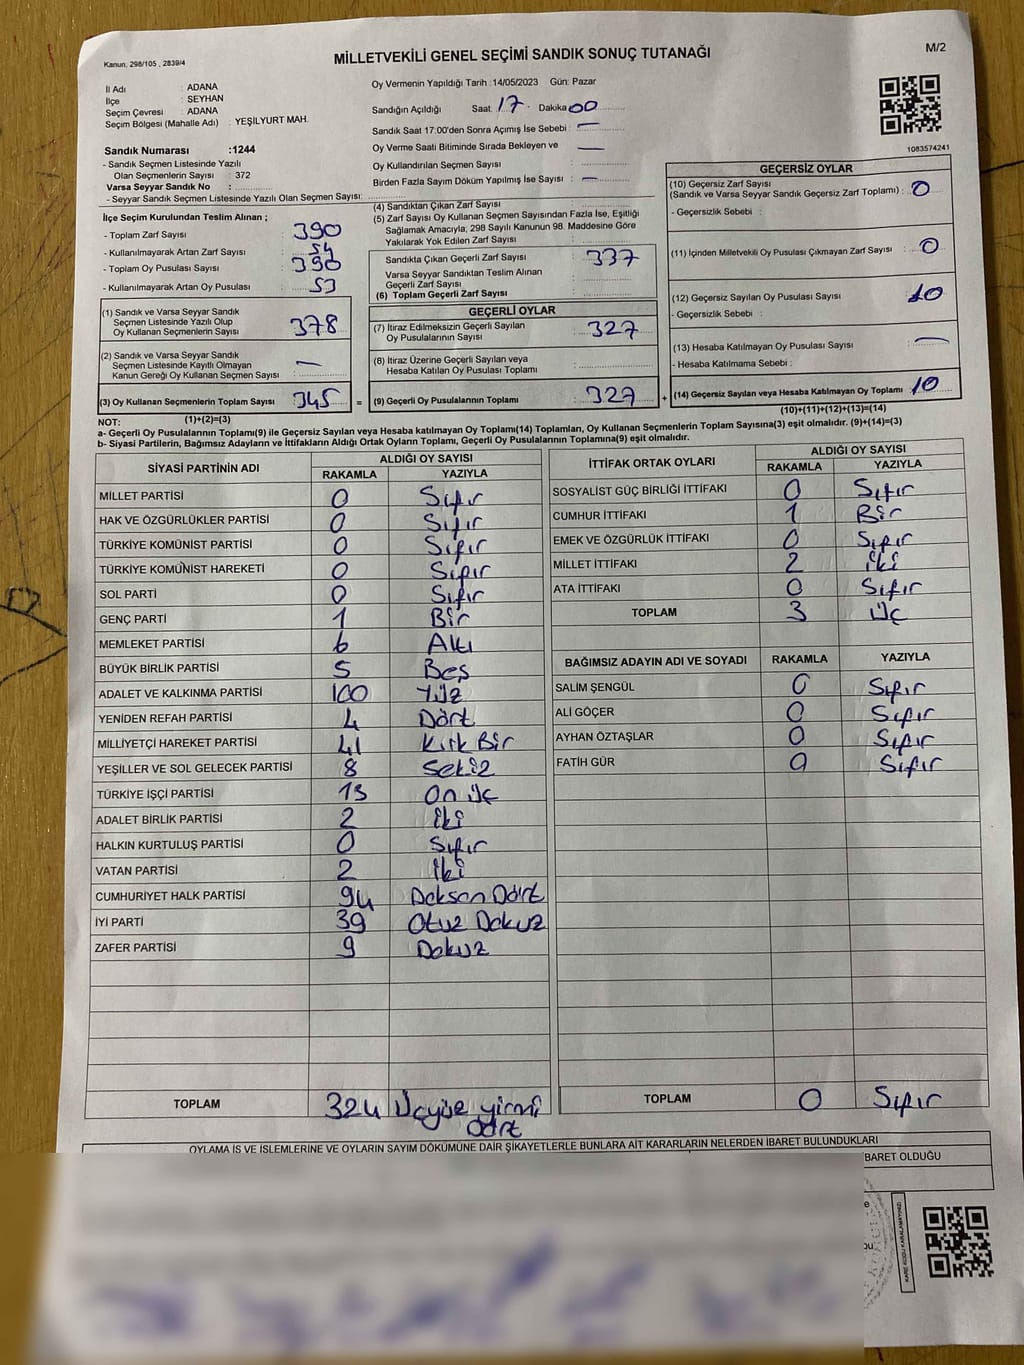 Kanun, 298/105 , 2839/4
MİLLETVEKİLİ GENEL SEÇİMİ SANDIK SONUÇ TUTANAĞI
M/2
İl Adı : ADANA
İlçe : SEYHAN
Seçim Çevresi : ADANA
Seçim Bölgesi (Mahalle Adı) : YEŞİLYURT MAH.
Sandık Numarası :1244
- Sandık Seçmen Listesinde Yazılı
Olan Seçmenlerin Sayısı : 372
Varsa Seyyar Sandık No :
- Seyyar Sandık Seçmen Listesinde Yazılı Olan Seçmen Sayısı:
Oy Vermenin Yapıldığı Tarih :14/05/2023 Gün: Pazar
Sandığın Açıldığı Saat: 17 Dakika 00
Sandık Saat 17:00'den Sonra Açımış İse Sebebi : —
Oy Verme Saati Bitiminde Sırada Bekleyen ve —
Oy Kullandırılan Seçmen Sayısı :
Birden Fazla Sayım Döküm Yapılmış İse Sayısı : —
1083574241
İlçe Seçim Kurulundan Teslim Alınan ;
- Toplam Zarf Sayısı : 390
- Kullanılmayarak Artan Zarf Sayısı : 54
- Toplam Oy Pusulası Sayısı : 390
- Kullanılmayarak Artan Oy Pusulası : 53
(1) Sandık ve Varsa Seyyar Sandık
Seçmen Listesinde Yazılı Olup
Oy Kullanan Seçmenlerin Sayısı : 378
(2) Sandık ve Varsa Seyyar Sandık
Seçmen Listesinde Kayıtlı Olmayan
Kanun Gereği Oy Kullanan Seçmen Sayısı : —
(3) Oy Kullanan Seçmenlerin Toplam Sayısı : 345 =
(1)+(2)=(3)
(4) Sandıktan Çıkan Zarf Sayısı :
(5) Zarf Sayısı Oy Kullanan Seçmen Sayısından Fazla İse, Eşitliği
Sağlamak Amacıyla, 298 Sayılı Kanunun 98. Maddesine Göre
Yakılarak Yok Edilen Zarf Sayısı :
Sandıkta Çıkan Geçerli Zarf Sayısı : 337
Varsa Seyyar Sandıktan Teslim Alınan
Geçerli Zarf Sayısı :
(6) Toplam Geçerli Zarf Sayısı :
GEÇERLİ OYLAR
(7) İtiraz Edilmeksizin Geçerli Sayılan
Oy Pusulalarının Sayısı : 327
(8) İtiraz Üzerine Geçerli Sayılan veya
Hesaba Katılan Oy Pusulası Toplamı :
(9) Geçerli Oy Pusulalarının Toplamı : 327 +
GEÇERSİZ OYLAR
(10) Geçersiz Zarf Sayısı
(Sandık ve Varsa Seyyar Sandık Geçersiz Zarf Toplamı) : 0
- Geçersizlik Sebebi :
(11) İçinden Milletvekili Oy Pusulası Çıkmayan Zarf Sayısı : 0
(12) Geçersiz Sayılan Oy Pusulası Sayısı : 10
- Geçersizlik Sebebi :
(13) Hesaba Katılmayan Oy Pusulası Sayısı : —
- Hesaba Katılmama Sebebi :
(14) Geçersiz Sayılan veya Hesaba Katılmayan Oy Toplamı : 10
(10)+(11)+(12)+(13)=(14)
NOT:
a- Geçerli Oy Pusulalarının Toplamı(9) ile Geçersiz Sayılan veya Hesaba katılmayan Oy Toplamı(14) Toplamları, Oy Kullanan Seçmenlerin Toplam Sayısına(3) eşit olmalıdır. (9)+(14)=(3)
b- Siyasi Partilerin, Bağımsız Adayların ve İttifakların Aldığı Ortak Oyların Toplamı, Geçerli Oy Pusulalarının Toplamına(9) eşit olmalıdır.
SİYASİ PARTİNİN ADI ALDIĞI OY SAYISI
RAKAMLA YAZIYLA
MİLLET PARTİSİ 0 Sıfır
HAK VE ÖZGÜRLÜKLER PARTİSİ 0 Sıfır
TÜRKİYE KOMÜNİST PARTİSİ 0 Sıfır
TÜRKİYE KOMÜNİST HAREKETİ 0 Sıfır
SOL PARTİ 0 Sıfır
GENÇ PARTİ 1 Bir
MEMLEKET PARTİSİ 6 Altı
BÜYÜK BİRLİK PARTİSİ 5 Beş
ADALET VE KALKINMA PARTİSİ 100 Yüz
YENİDEN REFAH PARTİSİ 4 Dört
MİLLİYETÇİ HAREKET PARTİSİ 41 Kırk Bir
YEŞİLLER VE SOL GELECEK PARTİSİ 8 Sekiz
TÜRKİYE İŞÇİ PARTİSİ 13 On Üç
ADALET BİRLİK PARTİSİ 2 İki
HALKIN KURTULUŞ PARTİSİ 0 Sıfır
VATAN PARTİSİ 2 İki
CUMHURİYET HALK PARTİSİ 94 Doksan Dört
İYİ PARTİ 39 Otuz Dokuz
ZAFER PARTİSİ 9 Dokuz
TOPLAM 324 Üçyüz yirmi
dört
İTTİFAK ORTAK OYLARI ALDIĞI OY SAYISI
RAKAMLA YAZIYLA
SOSYALİST GÜÇ BİRLİĞİ İTTİFAKI 0 Sıfır
CUMHUR İTTİFAKI 1 Bir
EMEK VE ÖZGÜRLÜK İTTİFAKI 0 Sıfır
MİLLET İTTİFAKI 2 İki
ATA İTTİFAKI 0 Sıfır
TOPLAM 3 Üç
BAĞIMSIZ ADAYIN ADI VE SOYADI RAKAMLA YAZIYLA
SALİM ŞENGÜL 0 Sıfır
ALİ GÖÇER 0 Sıfır
AYHAN ÖZTAŞLAR 0 Sıfır
FATİH GÜR 0 Sıfır
TOPLAM 0 Sıfır
OYLAMA İŞ VE İŞLEMLERİNE VE OYLARIN SAYIM DÖKÜMÜNE DAİR ŞİKAYETLERLE BUNLARA AİT KARARLARIN NELERDEN İBARET BULUNDUKLARI
BARET OLDUĞU
KARE KODU KARALAMAYINIZ!